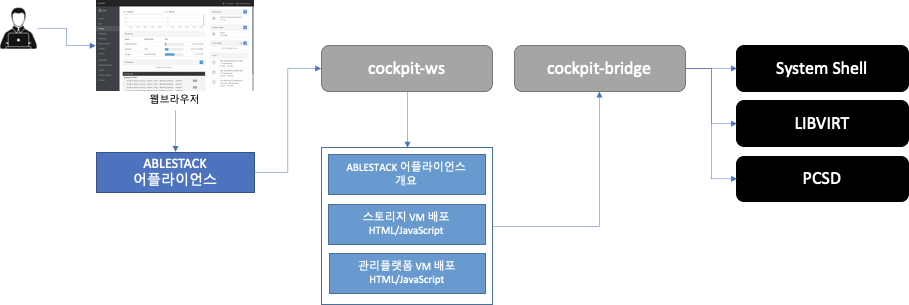 웹브라우저
ABLESTACK
어플라이언스
cockpit-ws
ABLESTACK 어플라이언스
개요
스토리지 VM 배포
HTML/JavaScript
관리플랫폼 VM 배포
HTML/JavaScript
cockpit-bridge
System Shell
LIBVIRT
PCSD